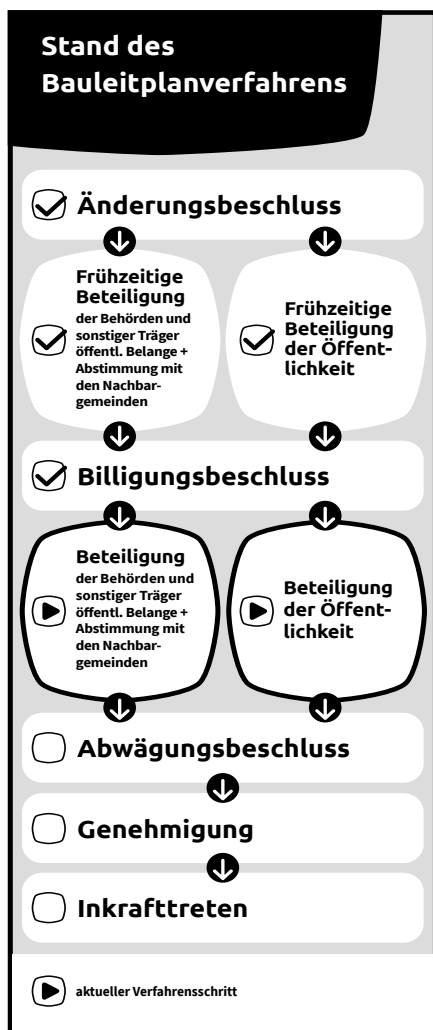 Stand des
Bauleitplanverfahrens
Änderungsbeschluss
Frühzeitige
Beteiligung
der Behörden und
sonstiger Träger
öffentl. Belange +
Abstimmung mit
den Nachbar-
gemeinden
Frühzeitige
Beteiligung
der Öffent-
lichkeit
Billigungsbeschluss
Beteiligung
der Behörden und
sonstiger Träger
öffentl. Belange +
Abstimmung mit
den Nachbar-
gemeinden
Beteiligung
der Öffent-
lichkeit
Abwägungsbeschluss
Genehmigung
Inkrafttreten
aktueller Verfahrensschritt